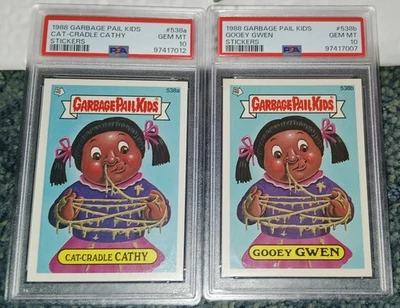 1988 GARBAGE PAIL KIDS #538a
CAT-CRADLE CATHY GEM MT
STICKERS 10
PSA 97417012
538a
GARBAGE PAIL KIDS
CAT-CRADLE CATHY
1988 GARBAGE PAIL KIDS #538b
GOOEY GWEN GEM MT
STICKERS 10
PSA 97417007
538b
GARBAGE PAIL KIDS
GOOEY GWEN